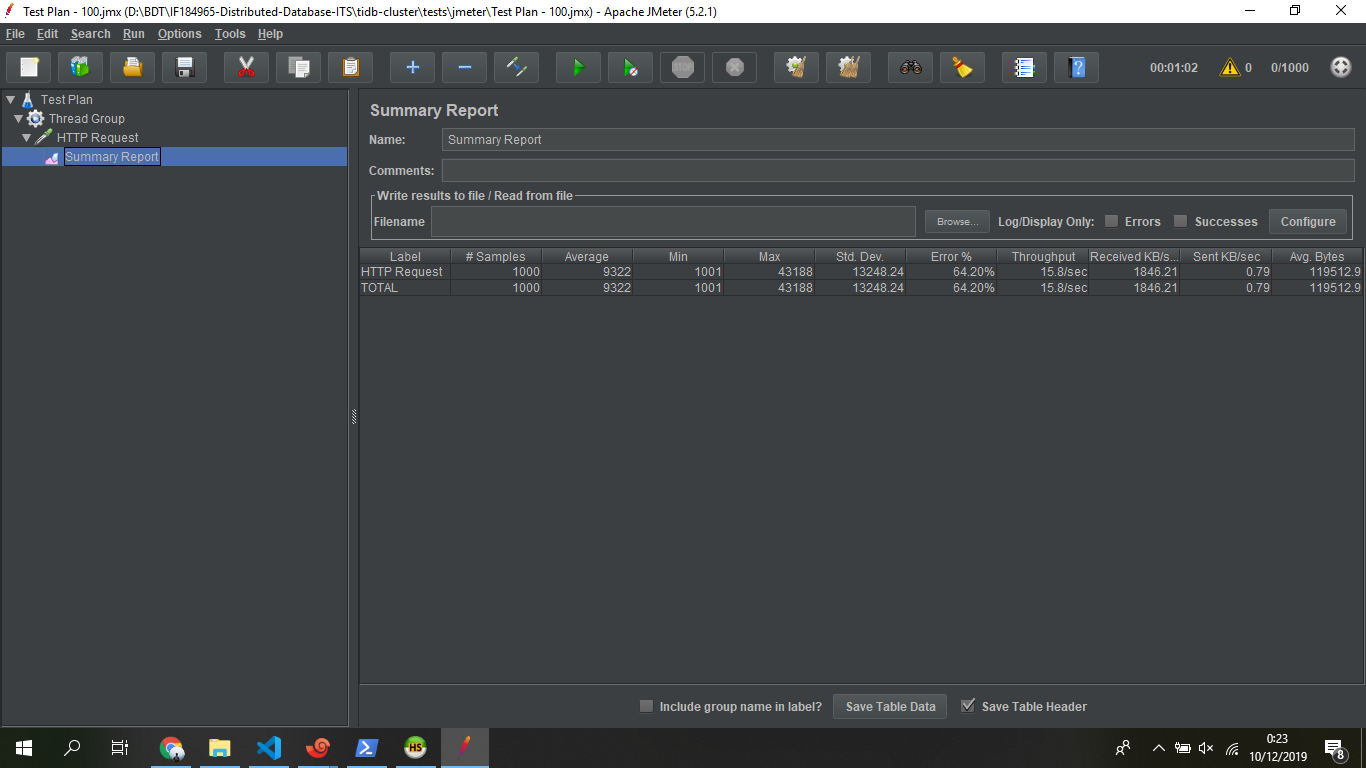 Test Plan - 100.jmx (D:\BDT\IF184965-Distributed-Database-ITS\tidb-cluster\tests\jmeter\Test Plan - 100.jmx) - Apache JMeter (5.2.1)
File Edit Search Run Options Tools Help
STOP 00:01:02 0 0/1000
Test Plan
Thread Group
HTTP Request
Summary Report
Summary Report
Name: Summary Report
Comments:
Write results to file / Read from file
Filename Browse... Log/Display Only: Errors Successes Configure
Label # Samples Average Min Max Std. Dev. Error % Throughput Received KB/s... Sent KB/sec Avg. Bytes
HTTP Request 1000 9322 1001 43188 13248.24 64.20% 15.8/sec 1846.21 0.79 119512.9
TOTAL 1000 9322 1001 43188 13248.24 64.20% 15.8/sec 1846.21 0.79 119512.9
Include group name in label? Save Table Data Save Table Header
HS
0:23
10/12/2019
8